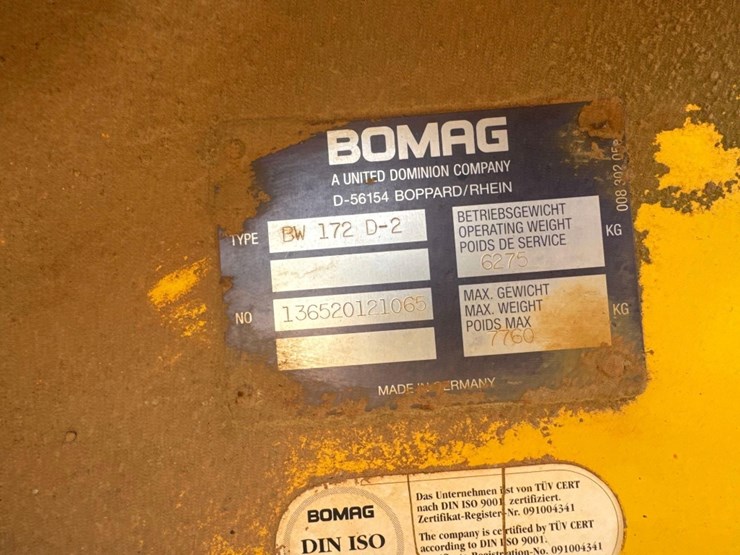 BOMAG
A UNITED DOMINION COMPANY
D-56154 BOPPARD/RHEIN
TYPE BW 172 D-2
BETRIEBSGEWICHT
OPERATING WEIGHT
POIDS DE SERVICE
6275
KG
NO 136520121065
MAX. GEWICHT
MAX. WEIGHT
POIDS MAX
7760
KG
MADE GERMANY
008 302
BOMAG
DIN ISO
Das Unternehmen ist von TÜV CERT
nach DIN ISO 9001 zertifiziert.
Zertifikat-Register-Nr. 091004341
The company is certified by TÜV CERT
according to DIN ISO 9001.
Registration-No. 091004341